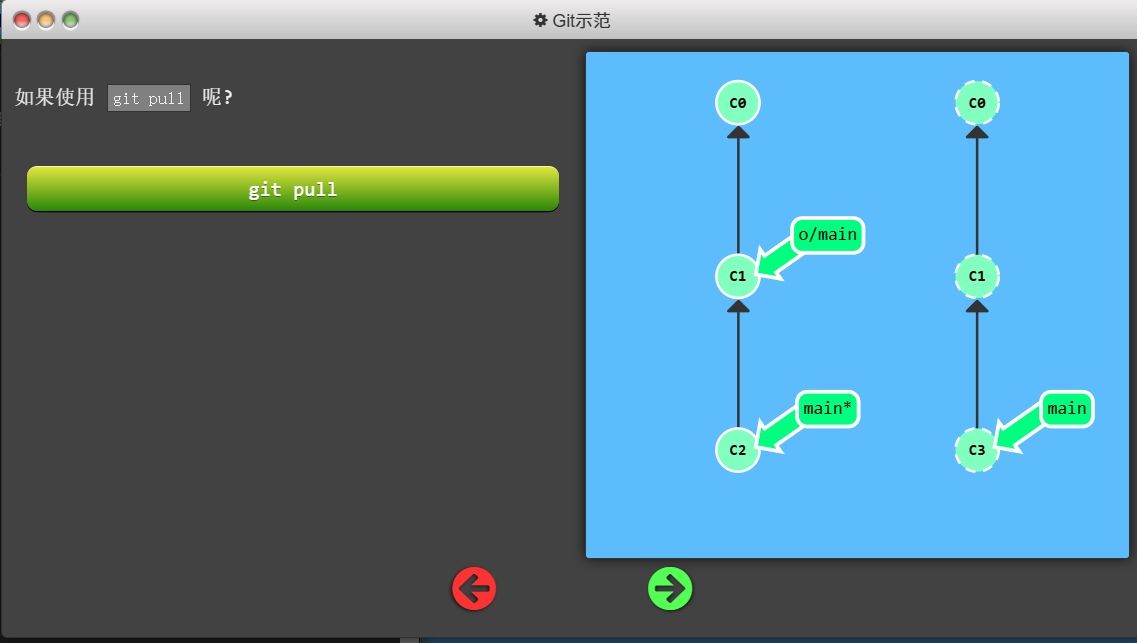 Git示范
如果使用 git pull 呢?
git pull
C0
C0
o/main
C1
C1
main*
main
C2
C3